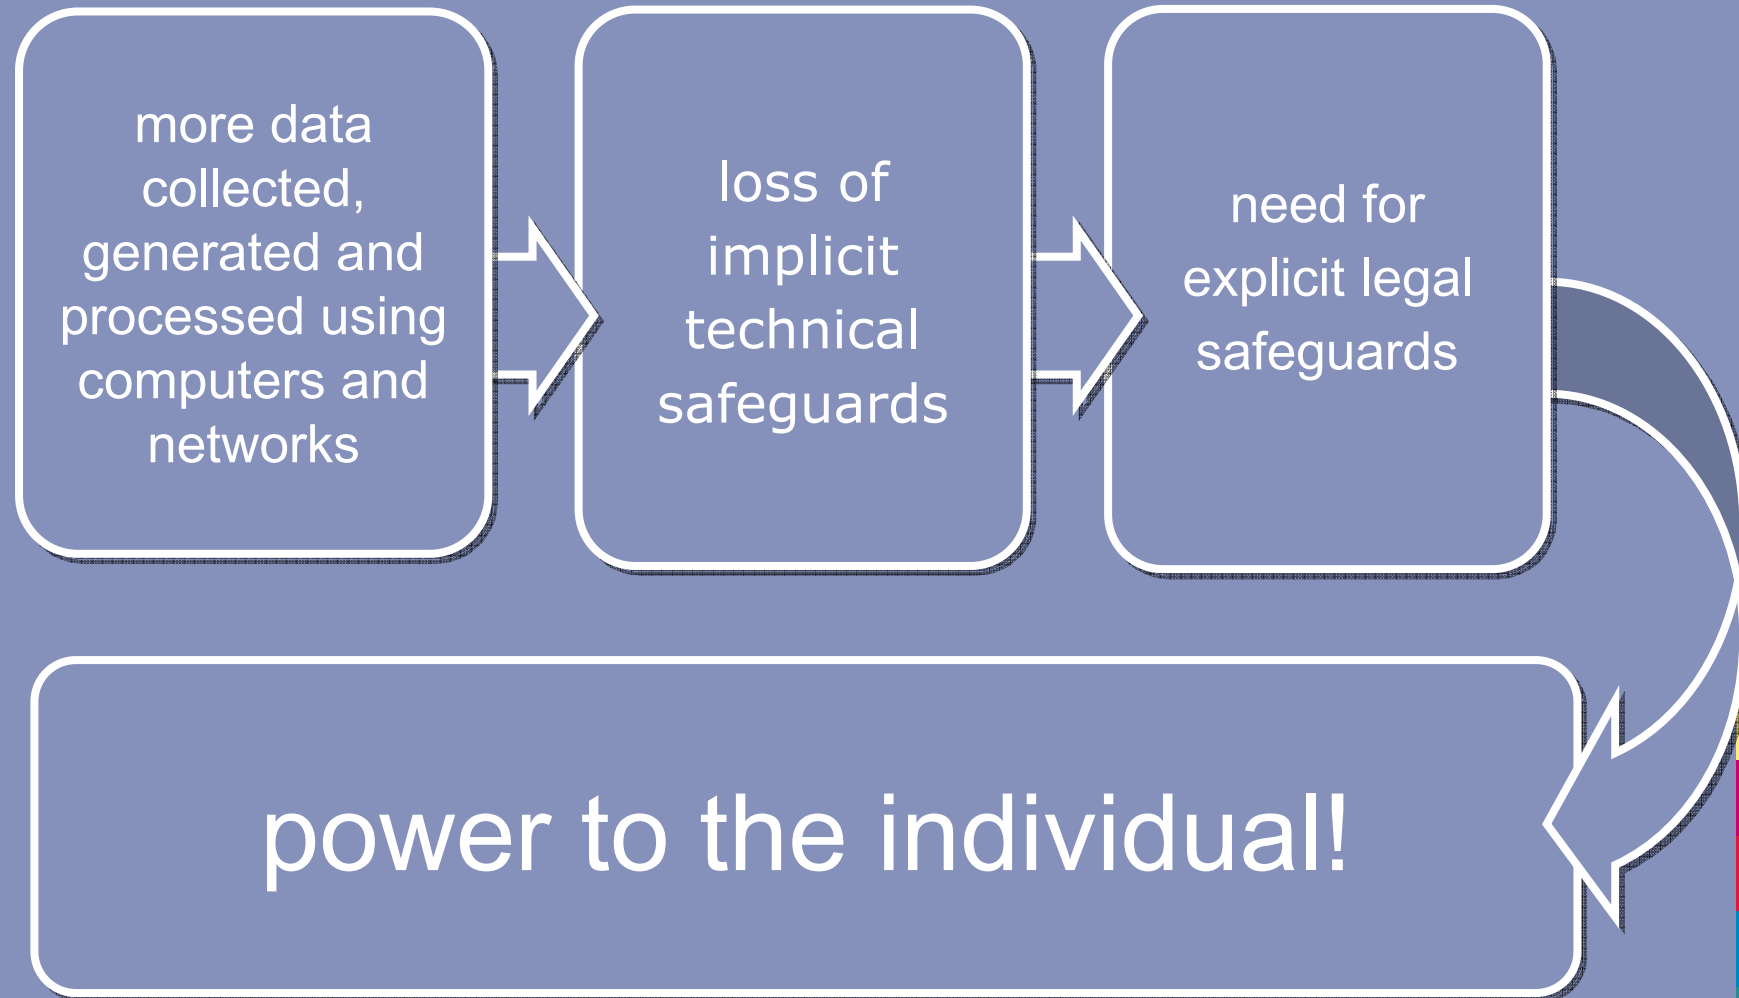 more data
collected,
generated and
processed using
computers and
networks
loss of
implicit
technical
safeguards
need for
explicit legal
safeguards
power to the individual!